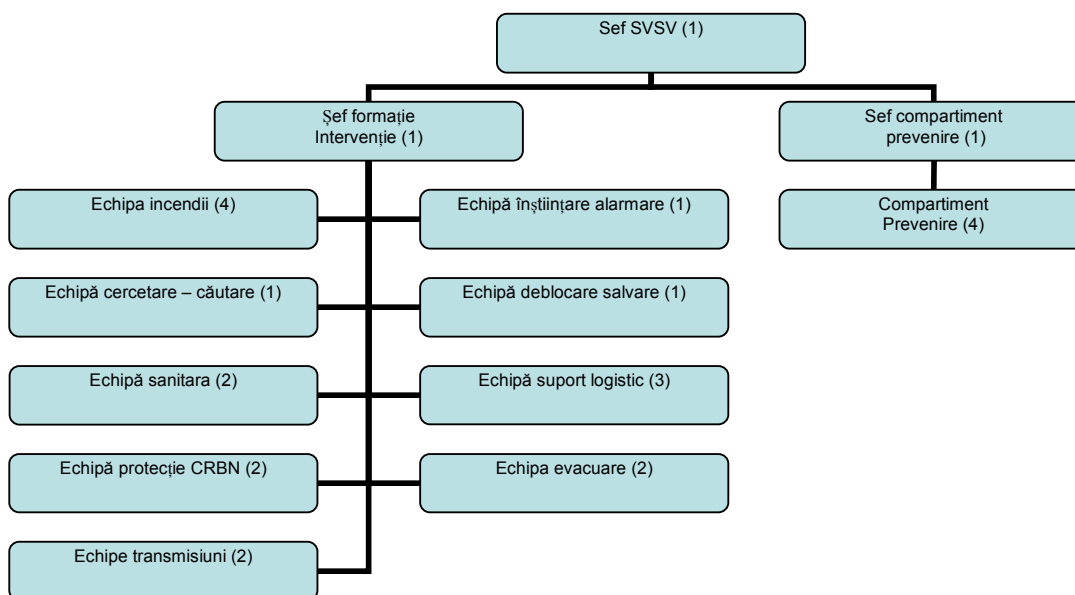 Sef SVSV (1)
Șef formație
Intervenție (1)
Sef compartiment
prevenire (1)
Echipa incendii (4)
Echipă înștiințare alarmare (1)
Compartiment
Prevenire (4)
Echipă cercetare – căutare (1)
Echipă deblocare salvare (1)
Echipă sanitara (2)
Echipă suport logistic (3)
Echipă protecție CRBN (2)
Echipa evacuare (2)
Echipe transmisiuni (2)